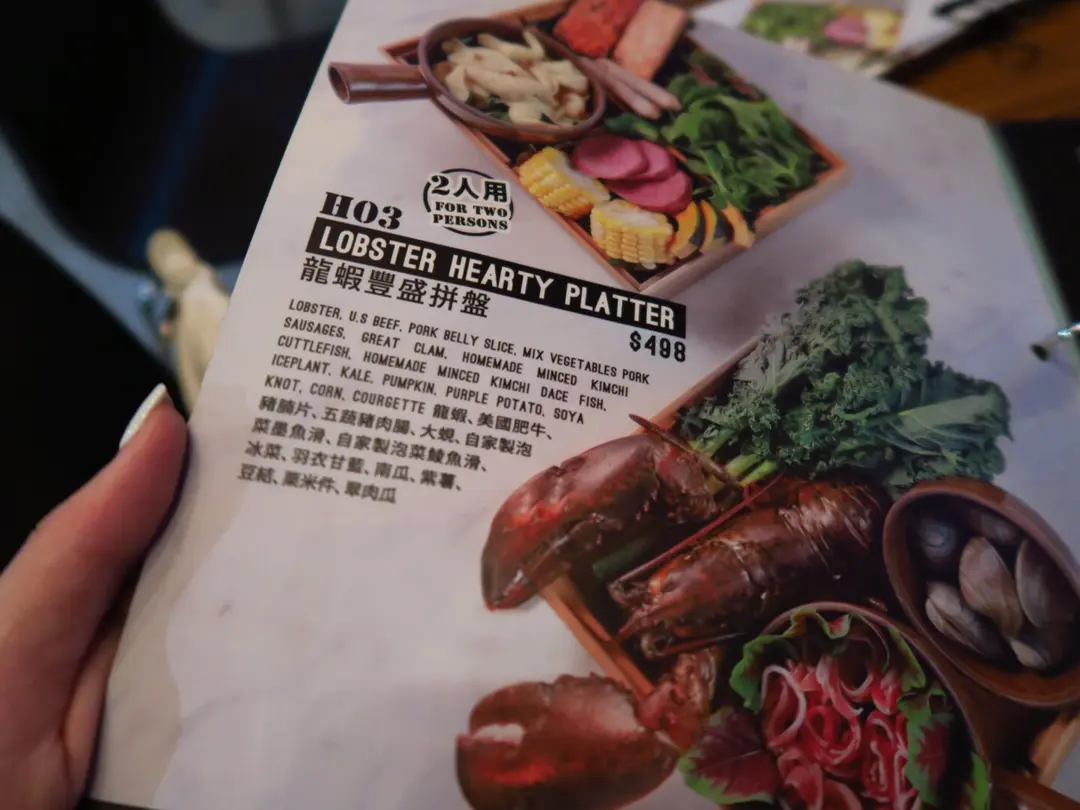 2人用
FOR TWO
PERSONS
H03
LOBSTER HEARTY PLATTER
龍蝦豐盛拼盤
$498
LOBSTER, U.S BEEF, PORK BELLY SLICE, MIX VEGETABLES PORK
SAUSAGES, GREAT CLAM, HOMEMADE MINCED KIMCHI
CUTTLEFISH, HOMEMADE MINCED KIMCHI DACE FISH,
ICEPLANT, KALE, PUMPKIN, PURPLE POTATO, SOYA
KNOT, CORN, COURGETTE 龍蝦、美國肥牛、
豬腩片、五蔬豬肉腸、大蜆、自家製泡
菜墨魚滑、自家製泡菜鯪魚滑、
冰菜、羽衣甘藍、南瓜、紫薯、
豆結、粟米件、翠肉瓜